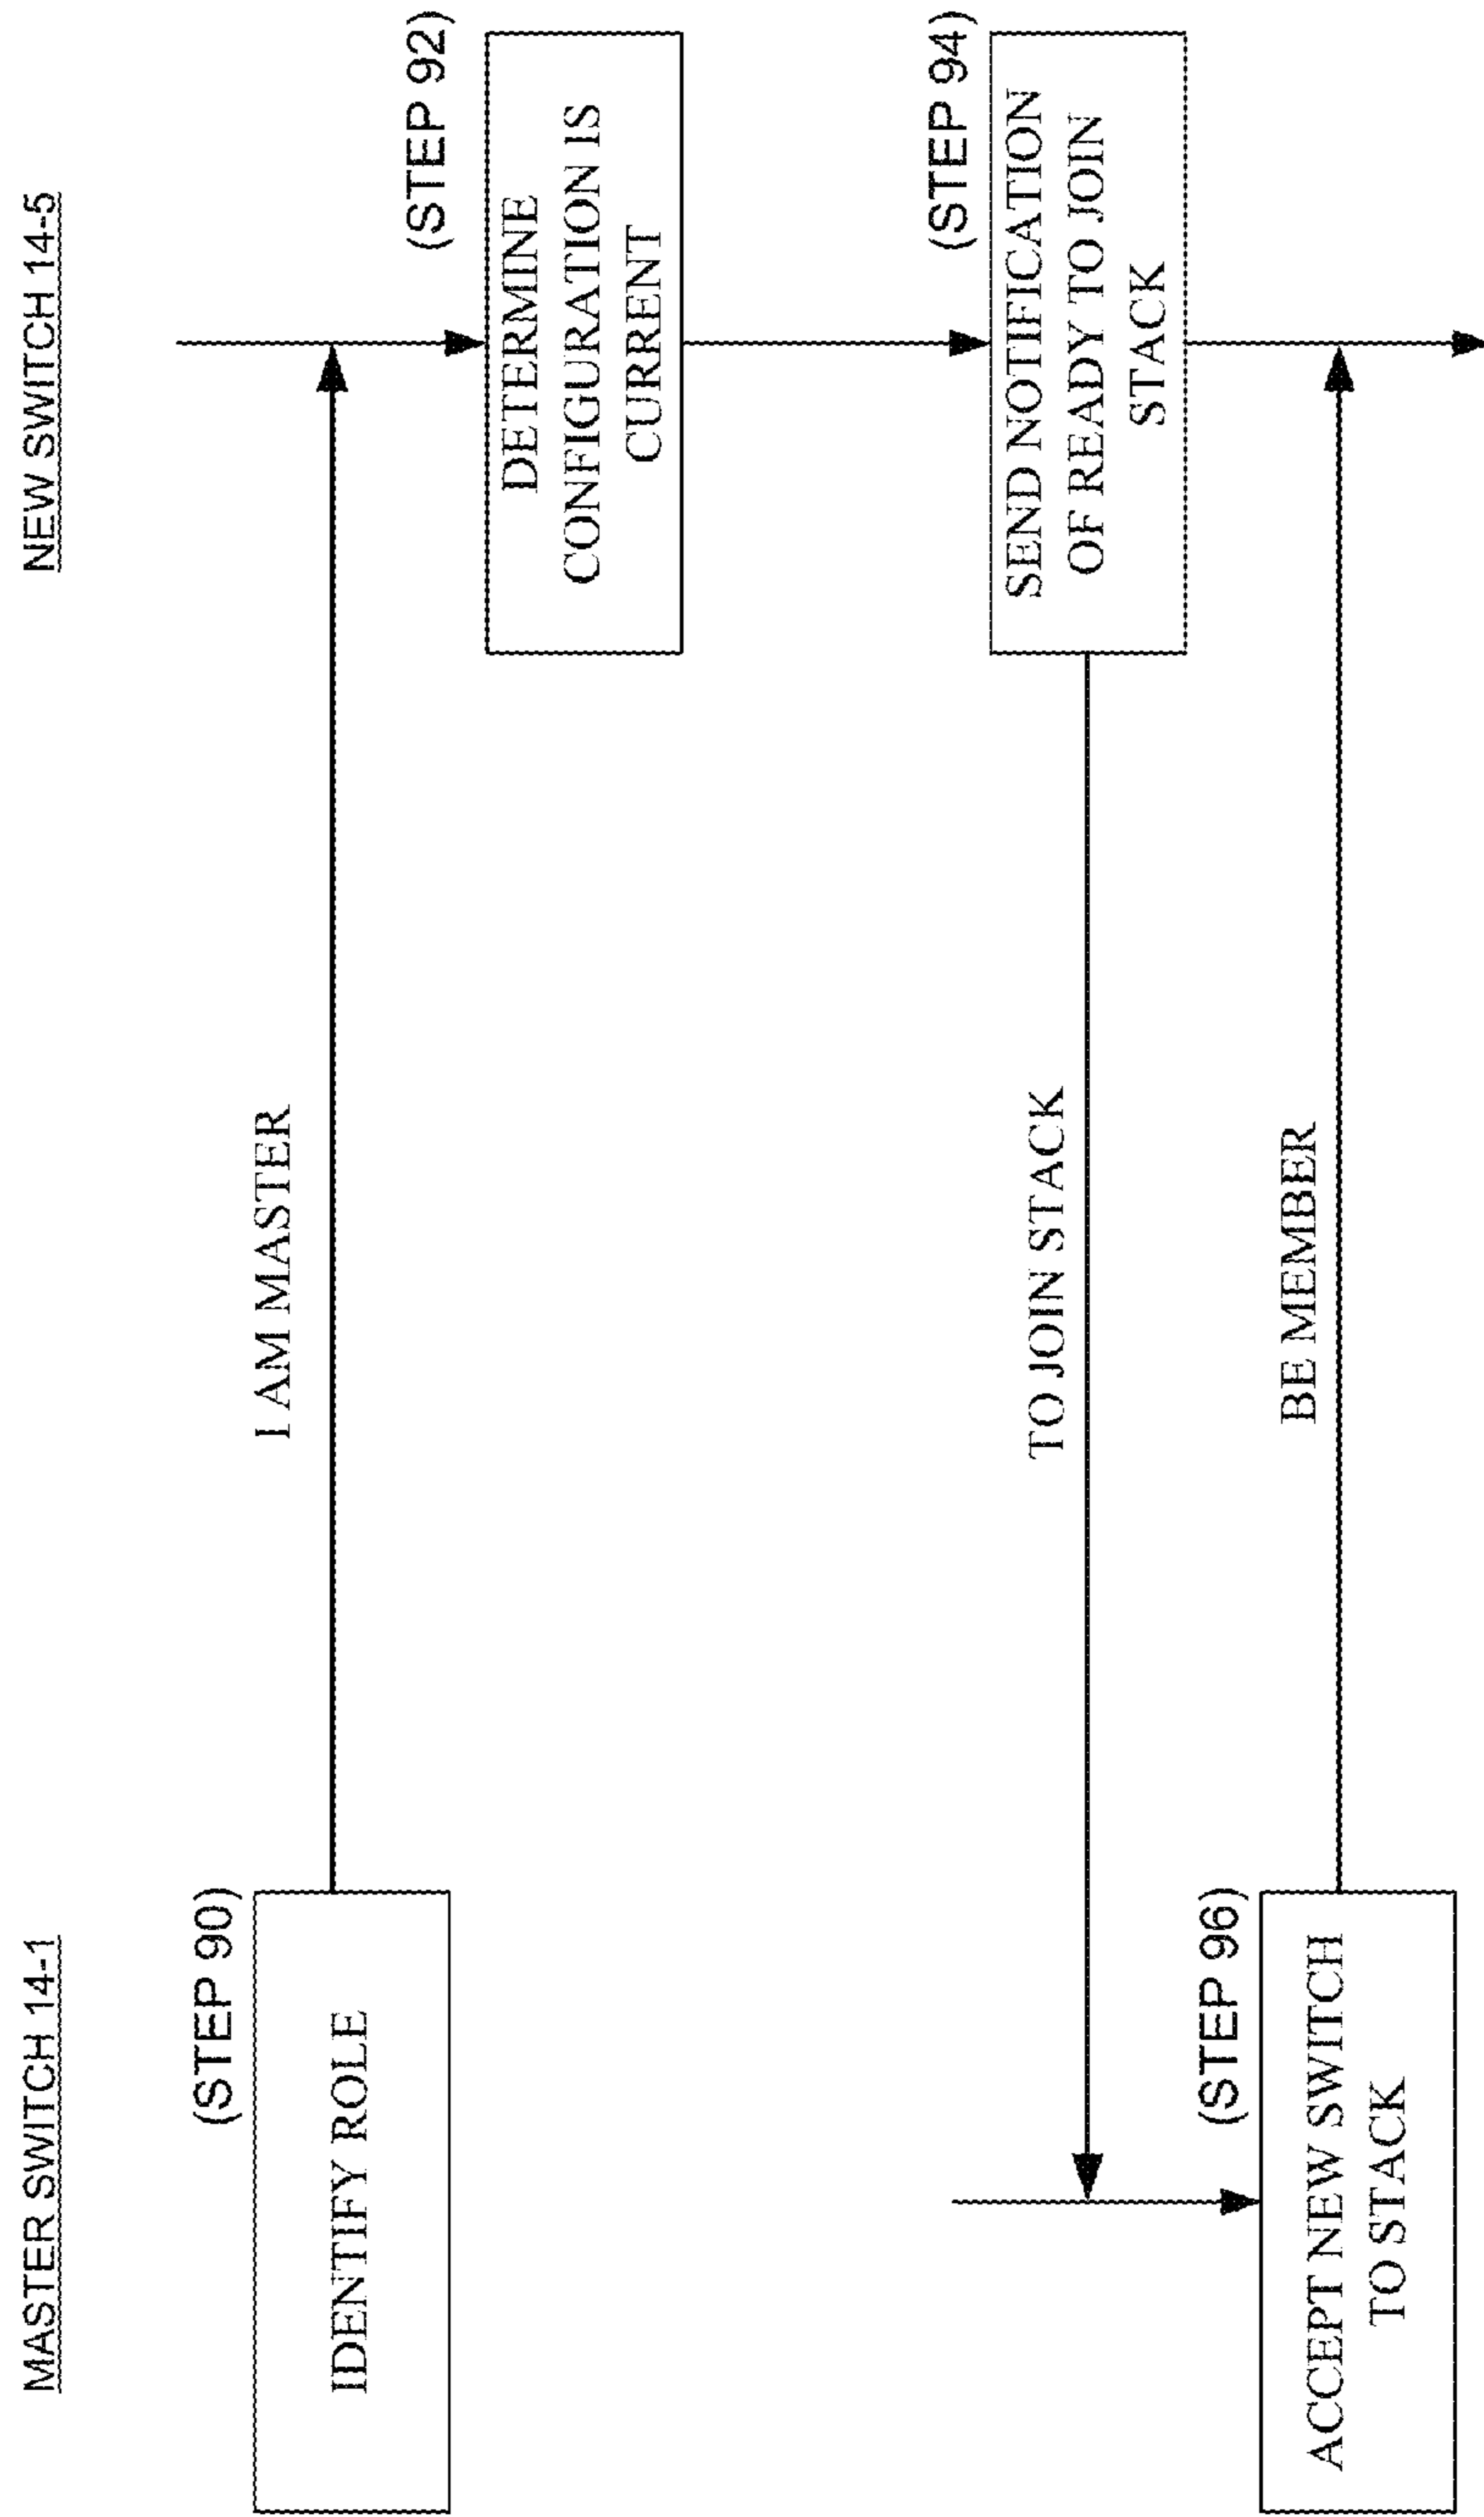 MASTER SWITCH 14-1
NEW SWITCH 14-5
(STEP 90)
IDENTIFY ROLE
I AM MASTER
(STEP 92)
DETERMINE
CONFIGURATION IS
CURRENT
(STEP 94)
SEND NOTIFICATION
OF READY TO JOIN
STACK
TO JOIN STACK
(STEP 96)
ACCEPT NEW SWITCH
TO STACK
BE MEMBER